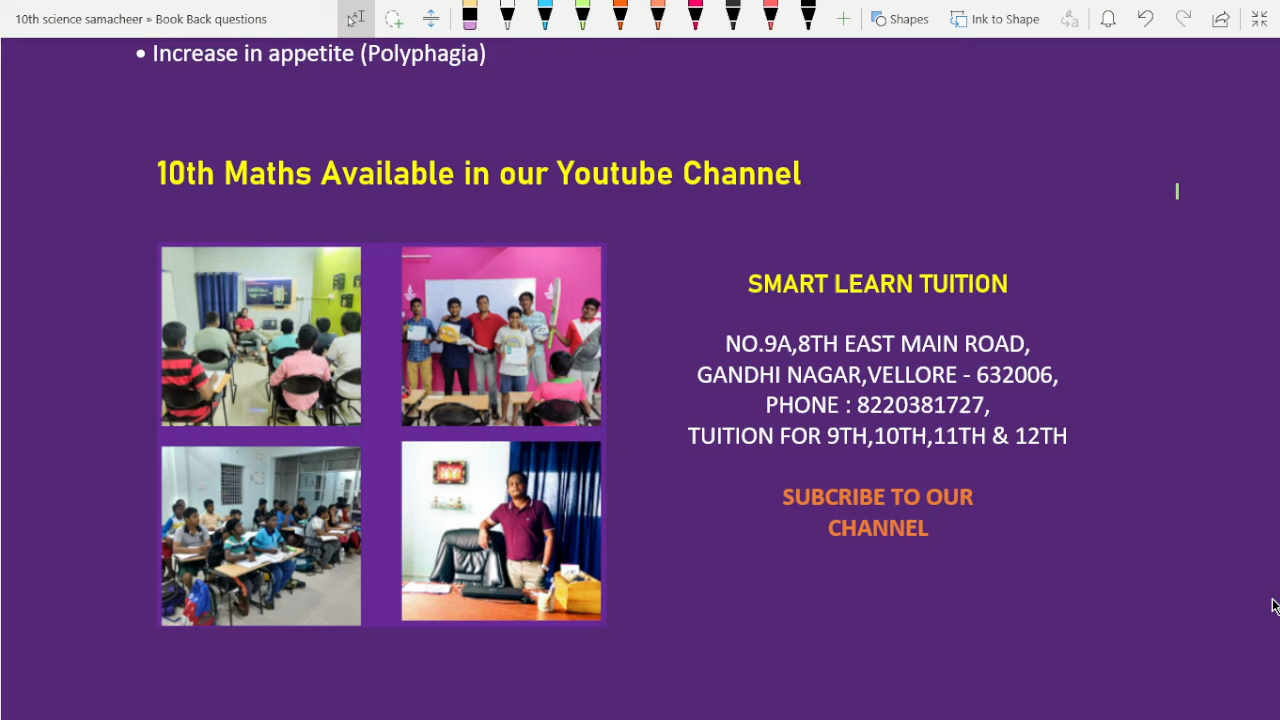 10th science samacheer » Book Back questions
Shapes
Ink to Shape
• Increase in appetite (Polyphagia)
10th Maths Available in our Youtube Channel
SMART LEARN TUITION
NO.9A,8TH EAST MAIN ROAD,
GANDHI NAGAR,VELLORE - 632006,
PHONE : 8220381727,
TUITION FOR 9TH,10TH,11TH & 12TH
SUBCRIBE TO OUR
CHANNEL